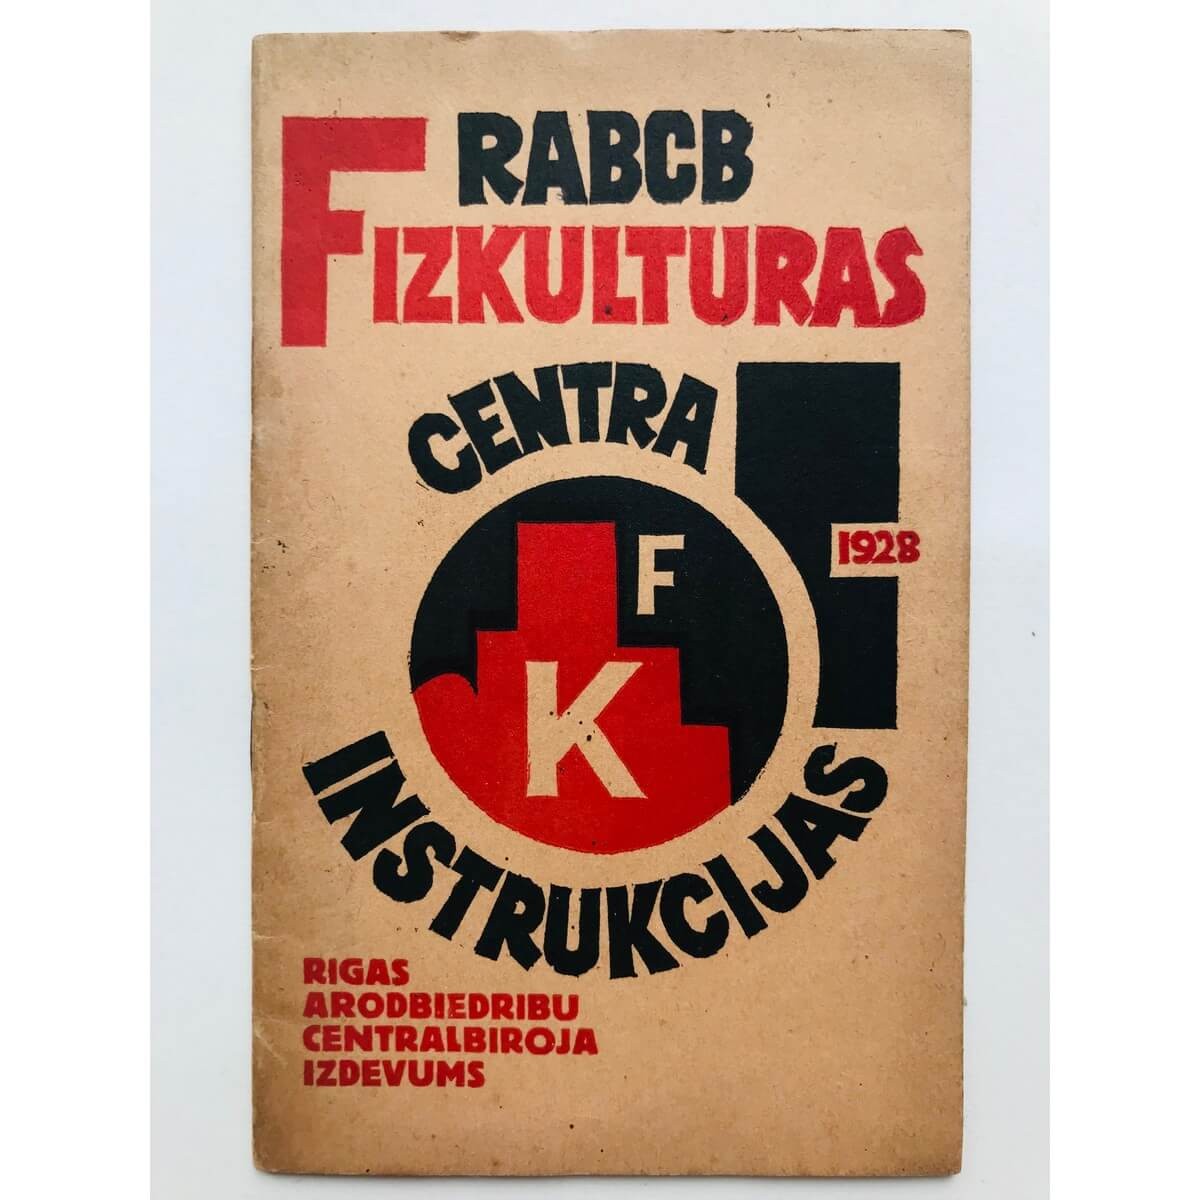 RABCB
FIZKULTURAS
CENTRA
1928
F
K
INSTRUKCIJAS
RIGAS
ARODBIEDRIBU
CENTRALBIROJA
IZDEVUMS